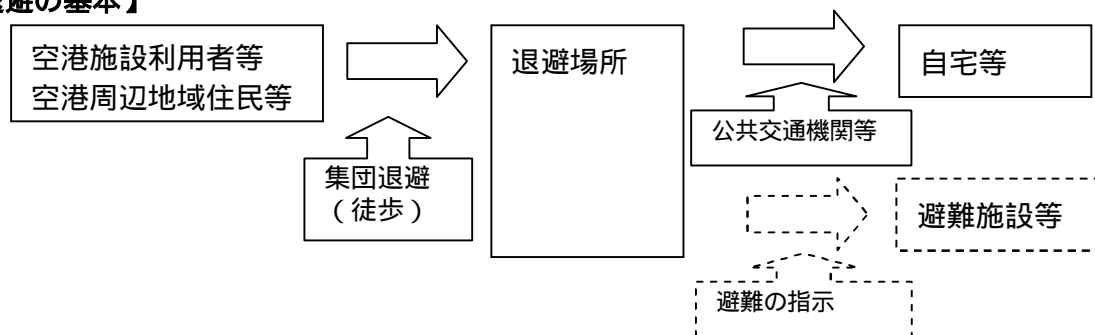 避の基本】
空港施設利用者等
空港周辺地域住民等
退避場所
自宅等
公共交通機関等
集団退避
（徒歩）
避難施設等
避難の指示